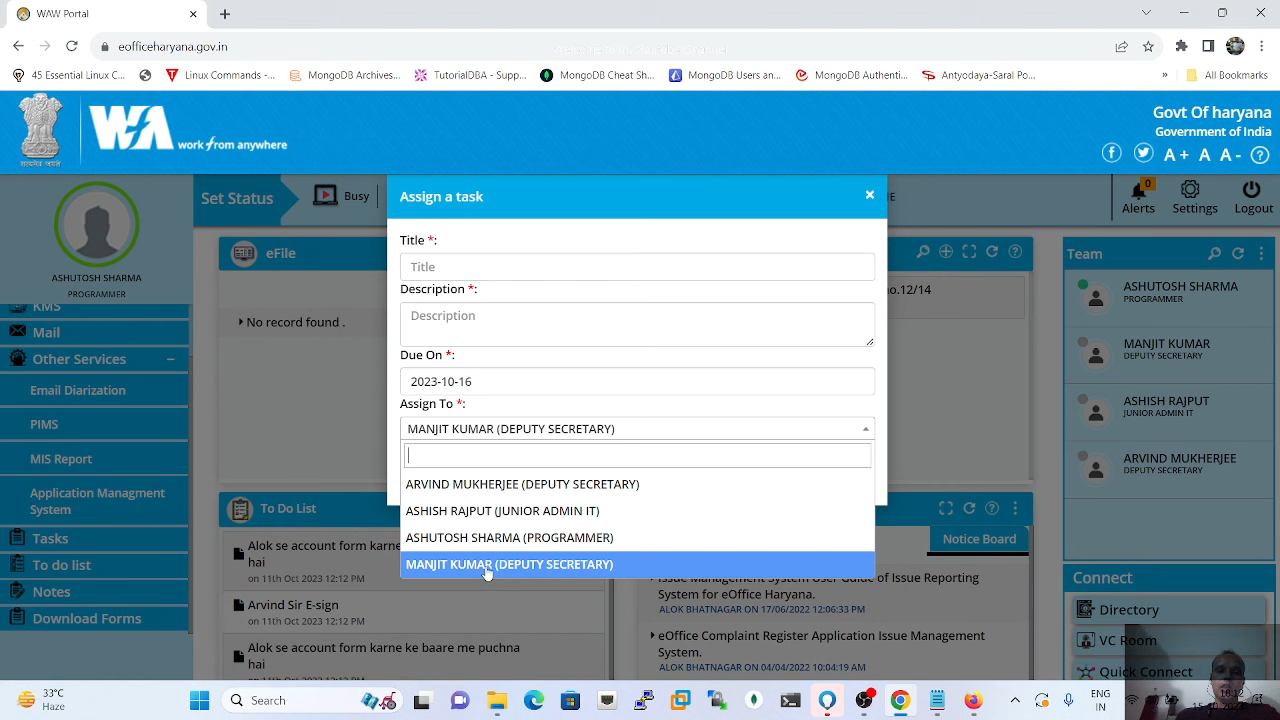 WAW Portal
eofficeharyana.gov.in
45 Essential Linux C...
Linux Commands -...
MongoDB Archives...
TutorialDBA - Supp...
MongoDB Cheat Sh...
MongoDB Users an...
MongoDB Authenti...
Antyodaya-Saral Po...
»
All Bookmarks
work from anywhere
Govt Of haryana
Government of India
A +
A
A -
Set Status
Busy
0
Alerts
Settings
Logout
ASHUTOSH SHARMA
PROGRAMMER
KMS
Mail
Other Services
Email Diarization
PIMS
MIS Report
Application Managment
System
Tasks
To do list
Notes
Download Forms
eFile
No record found .
Assign a task
×
Title *:
Title
Description *:
Description
Due On *:
2023-10-16
Assign To *:
MANJIT KUMAR (DEPUTY SECRETARY)
ARVIND MUKHERJEE (DEPUTY SECRETARY)
ASHISH RAJPUT (JUNIOR ADMIN IT)
ASHUTOSH SHARMA (PROGRAMMER)
MANJIT KUMAR (DEPUTY SECRETARY)
no.12/14
Team
ASHUTOSH SHARMA
PROGRAMMER
MANJIT KUMAR
DEPUTY SECRETARY
ASHISH RAJPUT
JUNIOR ADMIN IT
ARVIND MUKHERJEE
DEPUTY SECRETARY
To Do List
Alok se account form karne
hai
on 11th Oct 2023 12:12 PM
Arvind Sir E-sign
on 11th Oct 2023 12:12 PM
Alok se account form karne ke baare me puchna
hai
Notice Board
Issue Management System User Guide of Issue Reporting
System for eOffice Haryana.
ALOK BHATNAGAR ON 17/06/2022 12:06:33 PM
eOffice Complaint Register Application Issue Management
System.
ALOK BHATNAGAR ON 04/04/2022 10:04:19 AM
Connect
Directory
VC Room
Quick Connect
33°C
Haze
Search
ENG
IN
18:12